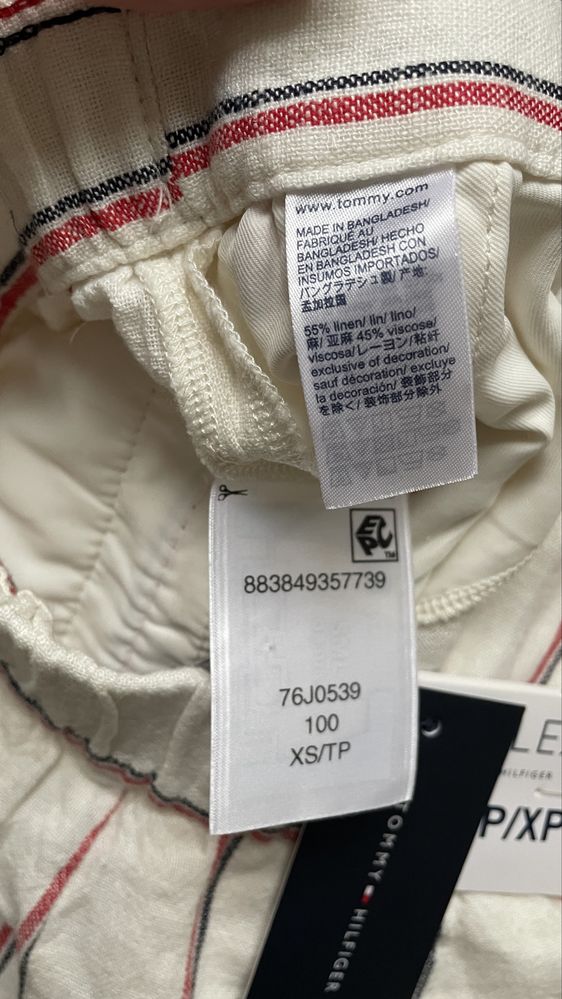 www.tommy.com
MADE IN BANGLADESH/
FABRIQUÉ AU
BANGLADESH/ HECHO
EN BANGLADESH CON
INSUMOS IMPORTADOS/
バングラデシュ製/ 产地:
孟加拉国
55% linen/ lin/ lino/
麻/ 亚麻 45% viscose/
viscosa/レーヨン/粘纤
exclusive of decoration/
sauf décoration/ excluye
la decoración/ 装飾部分
を除く/ 装饰部分除外
EPC
TM
883849357739
76J0539
100
XS/TP
HILFIGER
P/XP
TOMMY HILFIGER